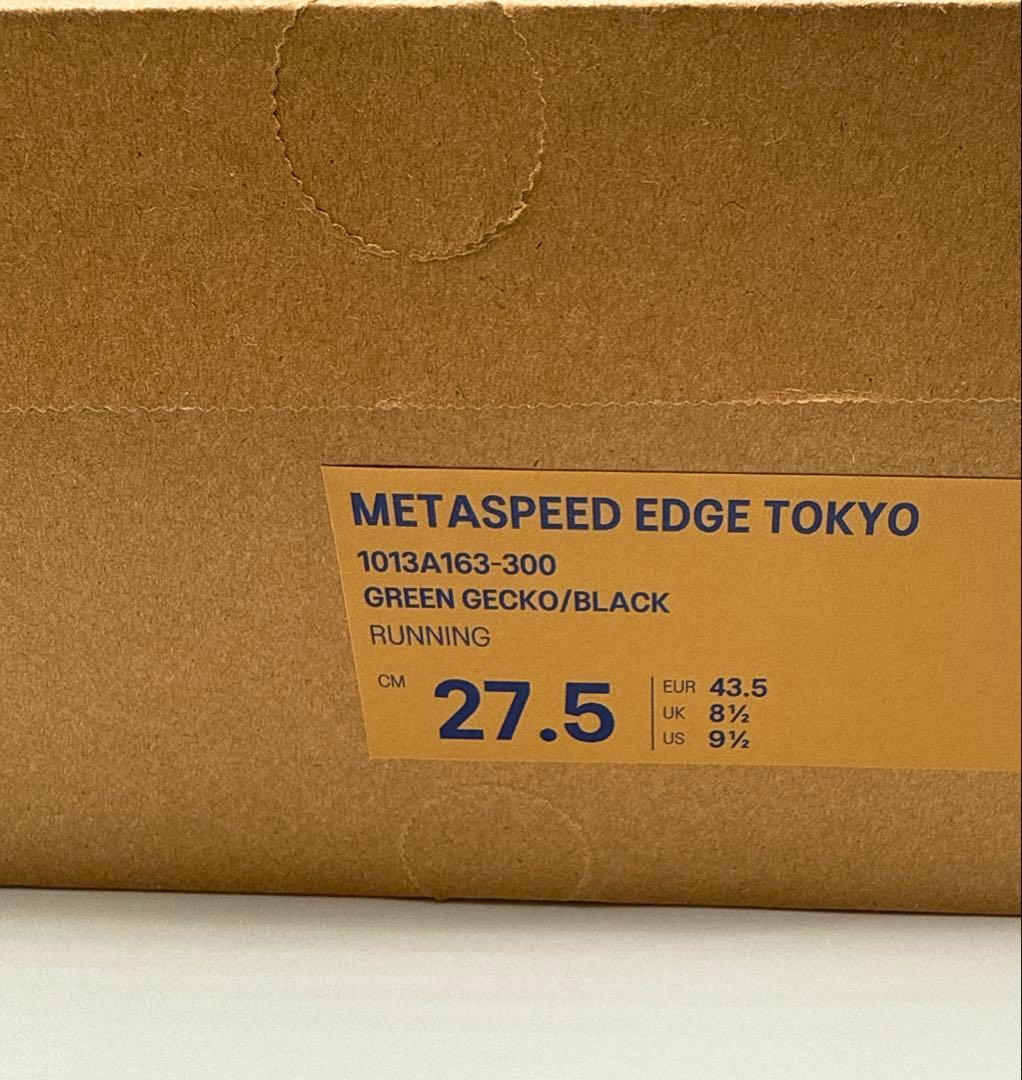 METASPEED EDGE TOKYO
1013A163-300
GREEN GECKO/BLACK
RUNNING
CM 27.5
EUR 43.5
UK 8½
US 9½